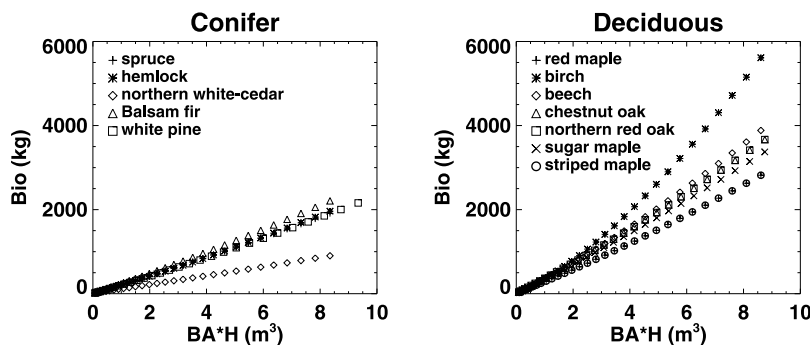 Conifer
6000
4000
2000
0
Bio (kg)
spruce
hemlock
northern white-cedar
Balsam fir
white pine
0 2 4 6 8 10
BA*H (m³)
Deciduous
6000
4000
2000
0
Bio (kg)
red maple
birch
beech
chestnut oak
northern red oak
sugar maple
striped maple
0 2 4 6 8 10
BA*H (m³)